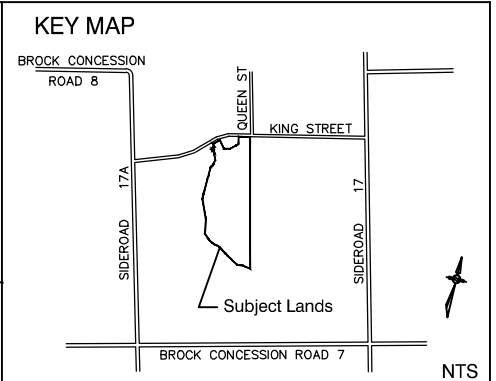 KEY MAP
BROCK CONCESSION
ROAD 8
QUEEN ST
KING STREET
SIDEROAD 17A
SIDEROAD 17
Subject Lands
BROCK CONCESSION ROAD 7
NTS